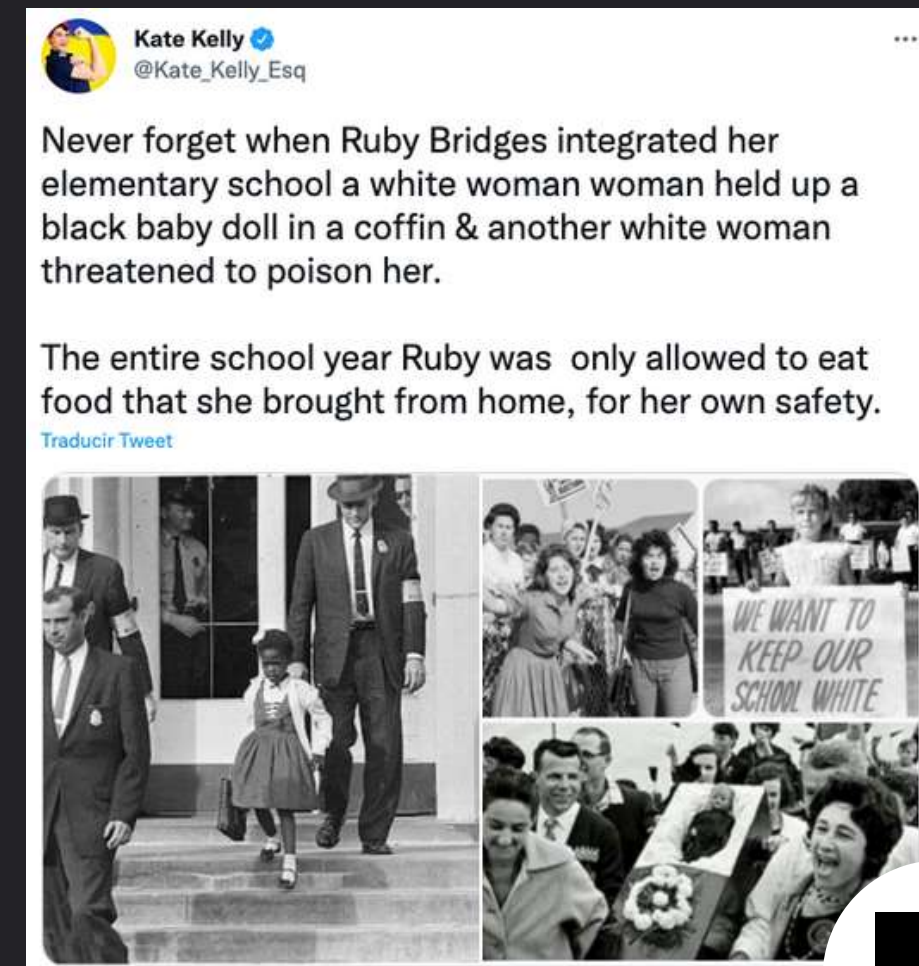 Kate Kelly
@Kate_Kelly_Esq
Never forget when Ruby Bridges integrated her
elementary school a white woman woman held up a
black baby doll in a coffin & another white woman
threatened to poison her.
The entire school year Ruby was only allowed to eat
food that she brought from home, for her own safety.
Traducir Tweet
WE WANT TO
KEEP OUR
SCHOOL WHITE